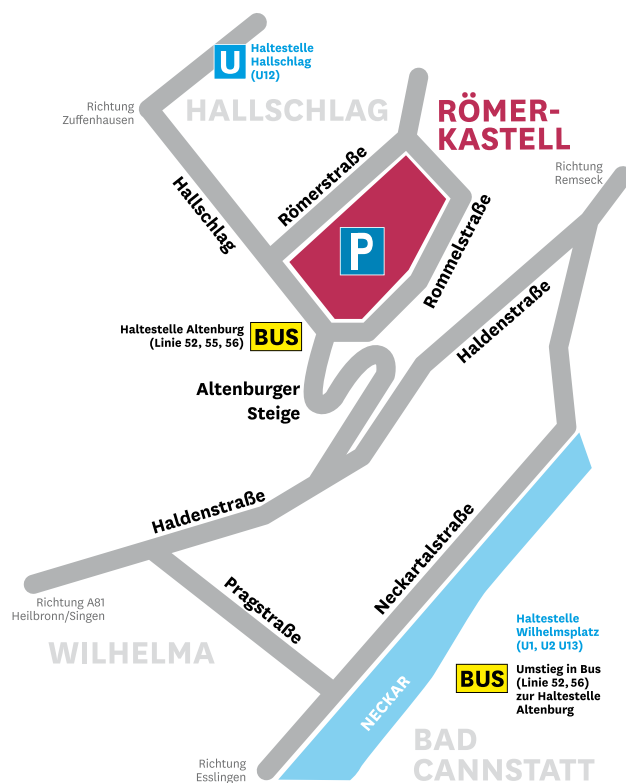 U
Haltestelle
Hallschlag
(U12)
Richtung
Zuffenhausen
HALLSCHLAG
RÖMER-
KASTELL
Richtung
Remseck
Römerstraße
Hallschlag
P
Rommelstraße
Haldenstraße
Haltestelle Altenburg
(Linie 52, 55, 56)
BUS
Altenburger
Steige
Haldenstraße
Neckartalstraße
Richtung A81
Heilbronn/Singen
Pragstraße
WILHELMA
Haltestelle
Wilhelmsplatz
(U1, U2 U13)
BUS
Umstieg in Bus
(Linie 52, 56)
zur Haltestelle
Altenburg
NECKAR
BAD
CANNSTATT
Richtung
Esslingen